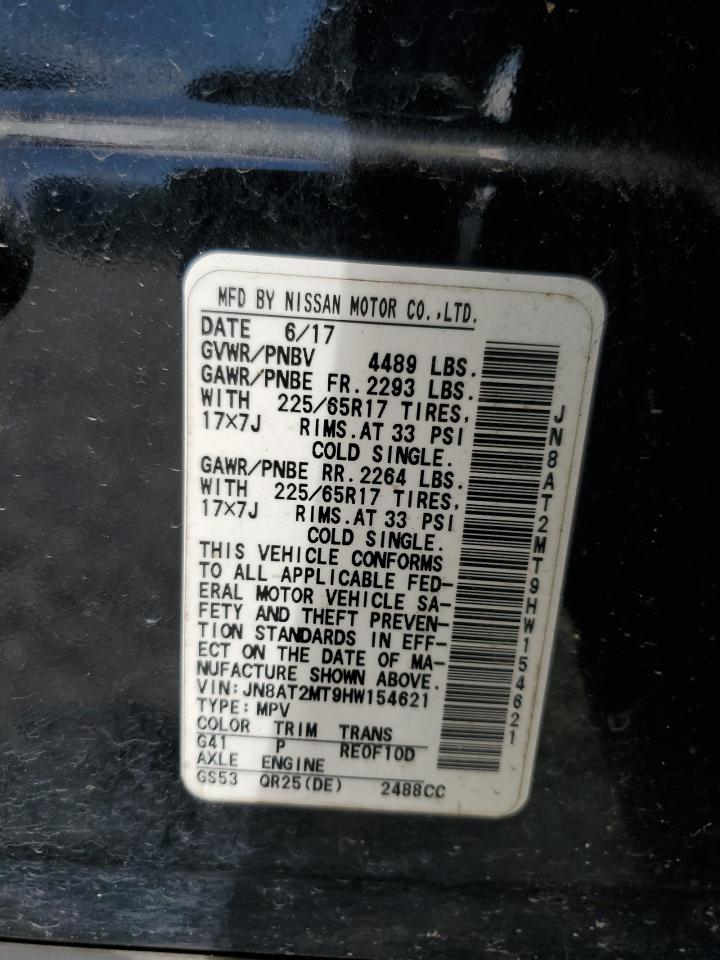 MFD BY NISSAN MOTOR CO.,LTD.
DATE 6/17
GVWR/PNBV 4489 LBS.
GAWR/PNBE FR. 2293 LBS.
WITH 225/65R17 TIRES,
17×7J RIMS. AT 33 PSI
COLD SINGLE.
GAWR/PNBE RR. 2264 LBS.
WITH 225/65R17 TIRES,
17×7J RIMS. AT 33 PSI
COLD SINGLE.
THIS VEHICLE CONFORMS
TO ALL APPLICABLE FED-
ERAL MOTOR VEHICLE SA-
FETY AND THEFT PREVEN-
TION STANDARDS IN EFF-
ECT ON THE DATE OF MA-
NUFACTURE SHOWN ABOVE.
VIN: JN8AT2MT9HW154621
TYPE: MPV
COLOR TRIM TRANS
G41 P RE0F10D
AXLE ENGINE
GS53 QR25(DE) 2488CC
JN8AT2MT9HW154621